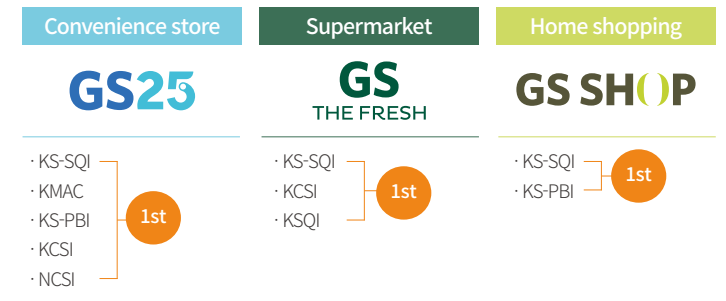 Convenience store
GS25
· KS-SQI
· KMAC
· KS-PBI
· KCSI
· NCSI
1st
Supermarket
GS
THE FRESH
· KS-SQI
· KCSI
· KSQI
1st
Home shopping
GS SHOP
· KS-SQI
· KS-PBI
1st